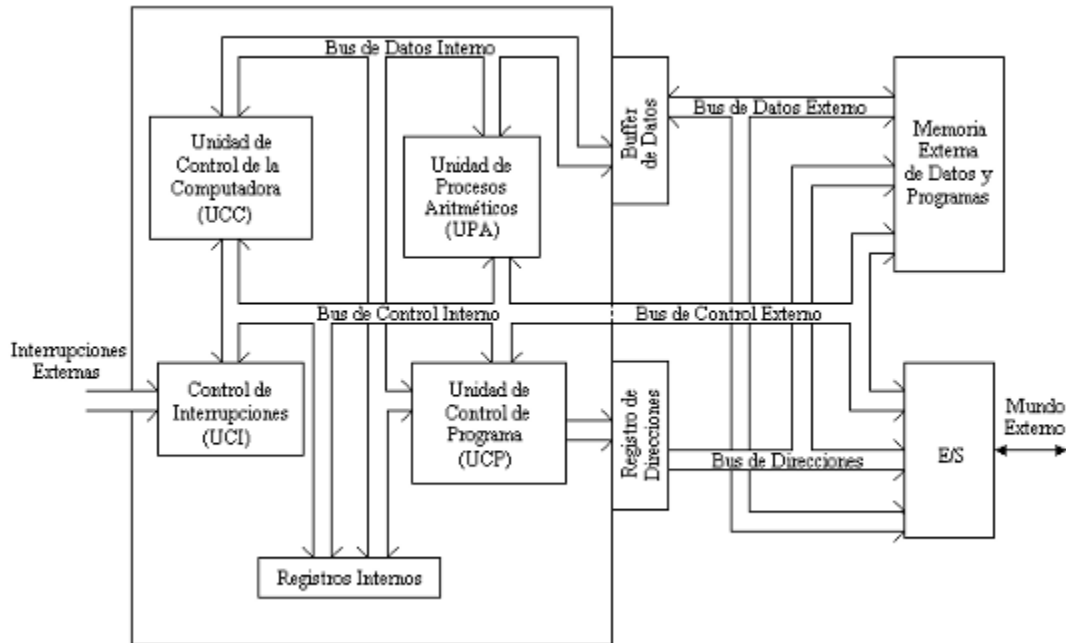 Bus de Datos Interno
Unidad de
Control de la
Computadora
(UCC)
Unidad de
Procesos
Aritméticos
(UPA)
Buffer
de Datos
Bus de Datos Externo
Memoria
Externa
de Datos y
Programas
Bus de Control Interno
Bus de Control Externo
Interrupciones
Externas
Control de
Interrupciones
(UCI)
Unidad de
Control de
Programa
(UCP)
Registro de
Direcciones
Bus de Direcciones
E/S
Mundo
Externo
Registros Internos